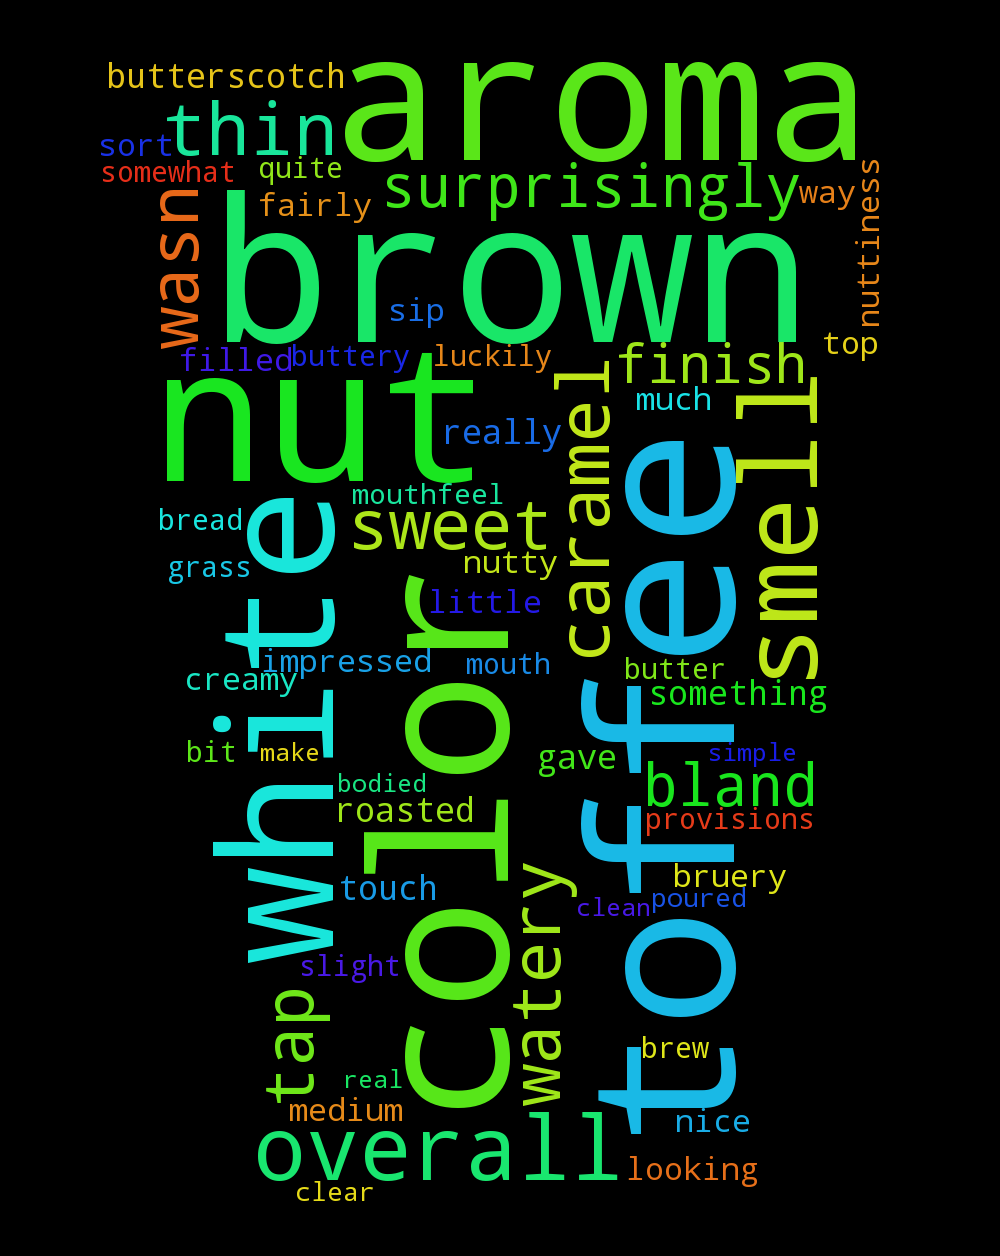 aroma
butterscotch
thin
sort
somewhat
quite
surprisingly
way
nuttiness
fairly
wasn
brown
sip
top
filled
buttery
luckily
finish
nut
caramel
smell
much
really
mouthfeel
sweet
bread
white
nutty
grass
little
color
toffee
impressed
mouth
butter
creamy
something
bit
make
gave
simple
bodied
bland
roasted
provisions
touch
bruery
watery
clean
poured
slight
tap
brew
real
medium
nice
overall
looking
clear